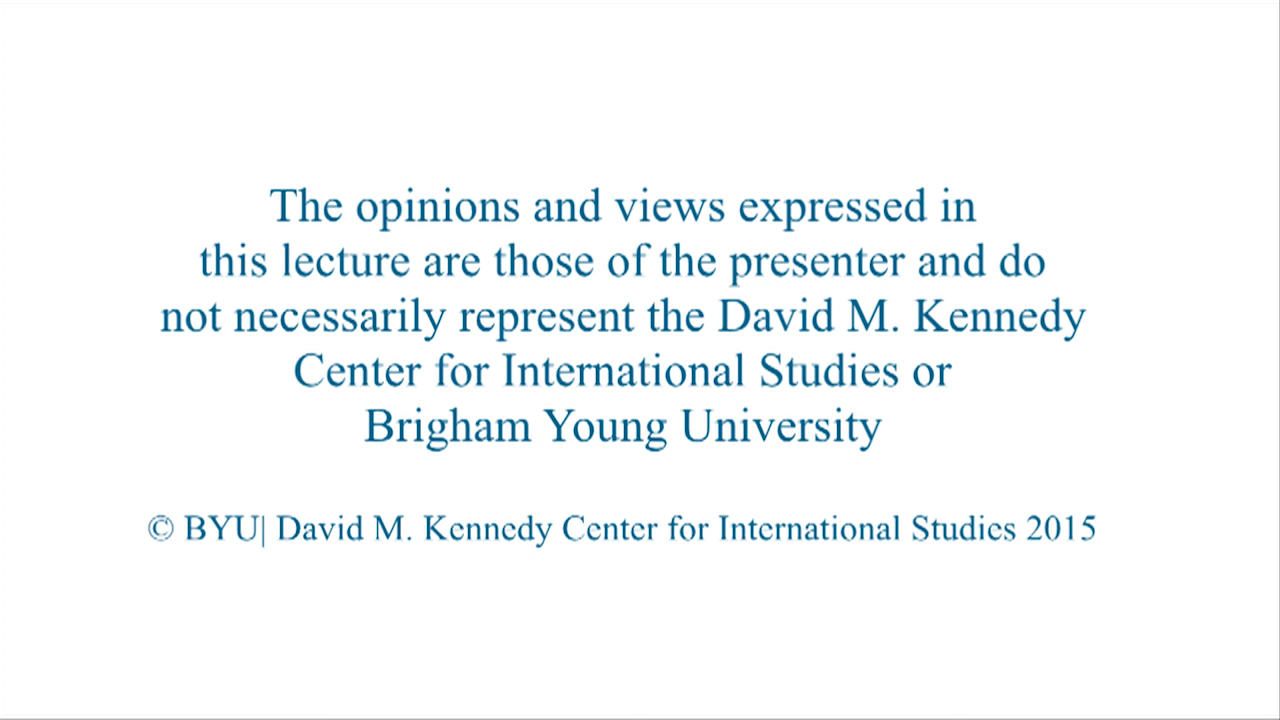 The opinions and views expressed in
this lecture are those of the presenter and do
not necessarily represent the David M. Kennedy
Center for International Studies or
Brigham Young University
© BYU| David M. Kennedy Center for International Studies 2015